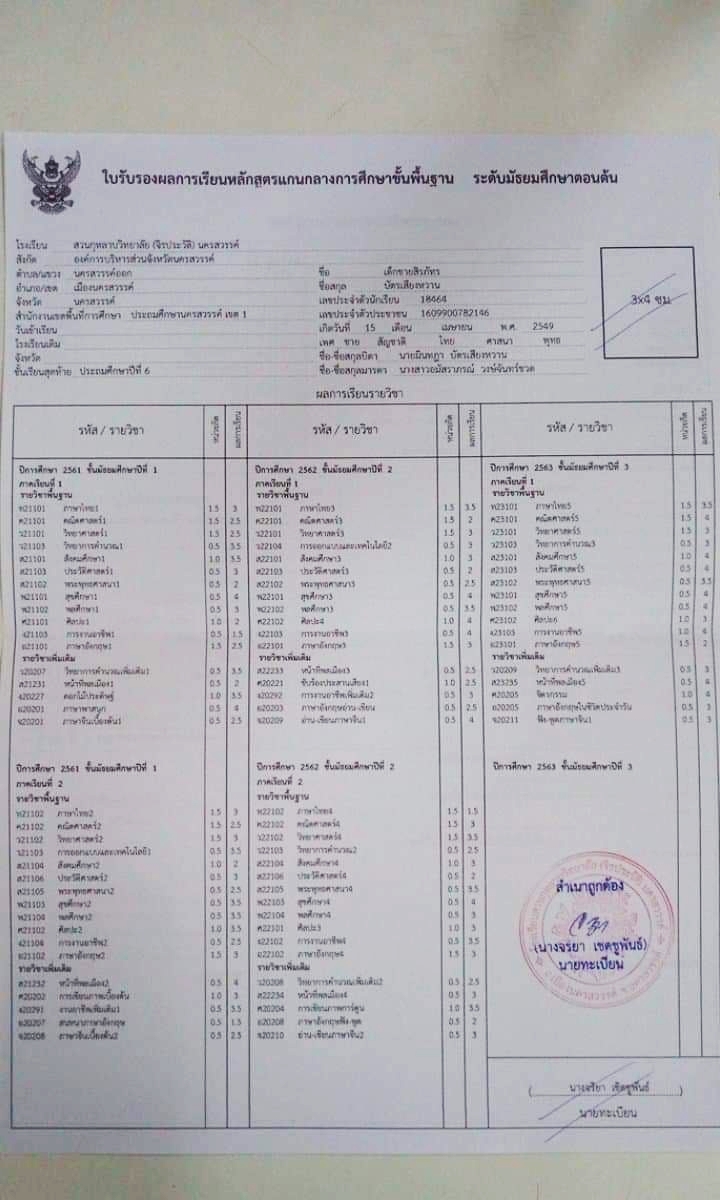 ใบรับรองผลการเรียนหลักสูตรแกนกลางการศึกษาขั้นพื้นฐาน ระดับมัธยมศึกษาตอนต้น
โรงเรียน สวนกุหลาบวิทยาลัย (จิรประวัติ) นครสวรรค์
สังกัด องค์การบริหารส่วนจังหวัดนครสวรรค์
ตำบล/แขวง นครสวรรค์ออก
อำเภอ/เขต เมืองนครสวรรค์
จังหวัด นครสวรรค์
สำนักงานเขตพื้นที่การศึกษา ประถมศึกษานครสวรรค์ เขต 1
วันเข้าเรียน
โรงเรียนเดิม
จังหวัด
ชั้นเรียนสุดท้าย ประถมศึกษาปีที่ 6
ชื่อ เด็กชายสิรภัทร
ชื่อสกุล บัตรเสียงหวาน
เลขประจำตัวนักเรียน 18464
เลขประจำตัวประชาชน 1609900782146
เกิดวันที่ 15 เดือน เมษายน พ.ศ. 2549
เพศ ชาย สัญชาติ ไทย ศาสนา พุทธ
ชื่อ-ชื่อสกุลบิดา บัตรเสียงหวาน
ชื่อ-ชื่อสกุลมารดา
3x4 ซม
ผลการเรียนรายวิชา
รหัส / รายวิชา หน่วยกิต ผลการเรียน
ปีการศึกษา 2561 ชั้นมัธยมศึกษาปีที่ 1
ภาคเรียนที่ 1
รายวิชาพื้นฐาน
ท21101 ภาษาไทย1 1.5 3
ค21101 คณิตศาสตร์1 1.5 2.5
ว21101 วิทยาศาสตร์1 1.5 2.5
ว21103 วิทยาการคำนวณ1 0.5 3.5
ส21101 สังคมศึกษา1 1.0 3.5
ส21103 ประวัติศาสตร์1 0.5 3
ส21102 พระพุทธศาสนา1 0.5 2
พ21101 สุขศึกษา1 0.5 4
พ21102 พลศึกษา1 0.5 3
ศ21101 ศิลปะ1 1.0 2
ง21103 การงานอาชีพ1 0.5 1.5
อ21101 ภาษาอังกฤษ1 1.5 2.5
รายวิชาเพิ่มเติม
ว20207 วิทยาการคำนวณเพิ่มเติม1 0.5 3.5
ส21231 หน้าที่พลเมือง1 0.5 2
ง20227 ดอกไม้ประดิษฐ์ 1.0 3.5
อ20201 ภาษาพาสนุก 0.5 4
จ20201 ภาษาจีนเบื้องต้น1 0.5 2.5
ปีการศึกษา 2561 ชั้นมัธยมศึกษาปีที่ 1
ภาคเรียนที่ 2
รายวิชาพื้นฐาน
ท21102 ภาษาไทย2 1.5 3
ค21102 คณิตศาสตร์2 1.5 2.5
ว21102 วิทยาศาสตร์2 1.5 3
ว21103 การออกแบบและเทคโนโลยี1 0.5 3.5
ส21104 สังคมศึกษา2 1.0 2
ส21106 ประวัติศาสตร์2 0.5 3
ส21105 พระพุทธศาสนา2 0.5 2.5
พ21103 สุขศึกษา2 0.5 3.5
พ21104 พลศึกษา2 0.5 3.5
ศ21102 ศิลปะ2 1.0 3.5
ง21104 การงานอาชีพ2 0.5 2.5
อ21102 ภาษาอังกฤษ2 1.5 3
รายวิชาเพิ่มเติม
ส21232 หน้าที่พลเมือง2 0.5 4
ศ20202 การเขียนภาพเบื้องต้น 1.0 3
ง20291 งานอาชีพเพิ่มเติม1 0.5 3.5
อ20207 สนทนาภาษาอังกฤษ 0.5 1.5
จ20208 ภาษาจีนเบื้องต้น2 0.5 2.5
รหัส / รายวิชา หน่วยกิต ผลการเรียน
ปีการศึกษา 2562 ชั้นมัธยมศึกษาปีที่ 2
ภาคเรียนที่ 1
รายวิชาพื้นฐาน
ท22101 ภาษาไทย3 1.5 3.5
ค22101 คณิตศาสตร์3 1.5 2
ว22101 วิทยาศาสตร์3 1.5 3
ว22104 การออกแบบและเทคโนโลยี2 0.5 3
ส22101 สังคมศึกษา3 1.0 3
ส22103 ประวัติศาสตร์3 0.5 2
ส22102 พระพุทธศาสนา3 0.5 2.5
พ22101 สุขศึกษา3 0.5 4
พ22102 พลศึกษา3 0.5 3.5
ศ22102 ศิลปะ4 1.0 4
ง22103 การงานอาชีพ3 0.5 4
อ22101 ภาษาอังกฤษ3 1.5 3
รายวิชาเพิ่มเติม
ส22233 หน้าที่พลเมือง3 0.5 2.5
ศ20221 ขับร้องประสานเสียง1 1.0 4
ง20292 การงานอาชีพเพิ่มเติม2 0.5 3
อ20203 ภาษาอังกฤษอ่าน-เขียน 0.5 2.5
จ20209 อ่าน-เขียนภาษาจีน1 0.5 4
ปีการศึกษา 2562 ชั้นมัธยมศึกษาปีที่ 2
ภาคเรียนที่ 2
รายวิชาพื้นฐาน
ท22102 ภาษาไทย4 1.5 1.5
ค22102 คณิตศาสตร์4 1.5 3
ว22102 วิทยาศาสตร์4 1.5 3.5
ว22103 วิทยาการคำนวณ2 0.5 2.5
ส22104 สังคมศึกษา4 1.0 3
ส22106 ประวัติศาสตร์4 0.5 2
ส22105 พระพุทธศาสนา4 0.5 3.5
พ22103 สุขศึกษา4 0.5 4
พ22104 พลศึกษา4 0.5 3
ศ22101 ศิลปะ3 1.0 3
ง22102 การงานอาชีพ4 0.5 3.5
อ22102 ภาษาอังกฤษ4 1.5 3
รายวิชาเพิ่มเติม
ว20208 วิทยาการคำนวณเพิ่มเติม2 0.5 2.5
ส22234 หน้าที่พลเมือง4 0.5 3
ศ20204 การเขียนภาพการ์ตูน 1.0 3.5
อ20206 ภาษาอังกฤษฟัง-พูด 0.5 2
จ20210 อ่าน-เขียนภาษาจีน2 0.5 3
รหัส / รายวิชา หน่วยกิต ผลการเรียน
ปีการศึกษา 2563 ชั้นมัธยมศึกษาปีที่ 3
ภาคเรียนที่ 1
รายวิชาพื้นฐาน
ท23101 ภาษาไทย5 1.5 3.5
ค23101 คณิตศาสตร์5 1.5 4
ว23101 วิทยาศาสตร์5 1.5 3
ว23103 วิทยาการคำนวณ3 0.5 3
ส23101 สังคมศึกษา5 1.0 4
ส23103 ประวัติศาสตร์5 0.5 4
ส23102 พระพุทธศาสนา5 0.5 3.5
พ23101 สุขศึกษา5 0.5 4
พ23102 พลศึกษา5 0.5 4
ศ23102 ศิลปะ6 1.0 3
ง23103 การงานอาชีพ5 1.0 4
อ23101 ภาษาอังกฤษ5 1.5 2
รายวิชาเพิ่มเติม
ว20209 วิทยาการคำนวณเพิ่มเติม3 0.5 3
ส23235 หน้าที่พลเมือง5 0.5 4
ศ20205 จิตรกรรม 1.0 4
อ20205 ภาษาอังกฤษในชีวิตประจำวัน 0.5 3
จ20211 ฟัง-พูดภาษาจีน1 0.5 3
ปีการศึกษา 2563 ชั้นมัธยมศึกษาปีที่ 3
สำเนาถูกต้อง
(นางจริยา เชตชูพันธ์)
นายทะเบียน
( นางจริยา เชิดชูพันธ์ )
นายทะเบียน